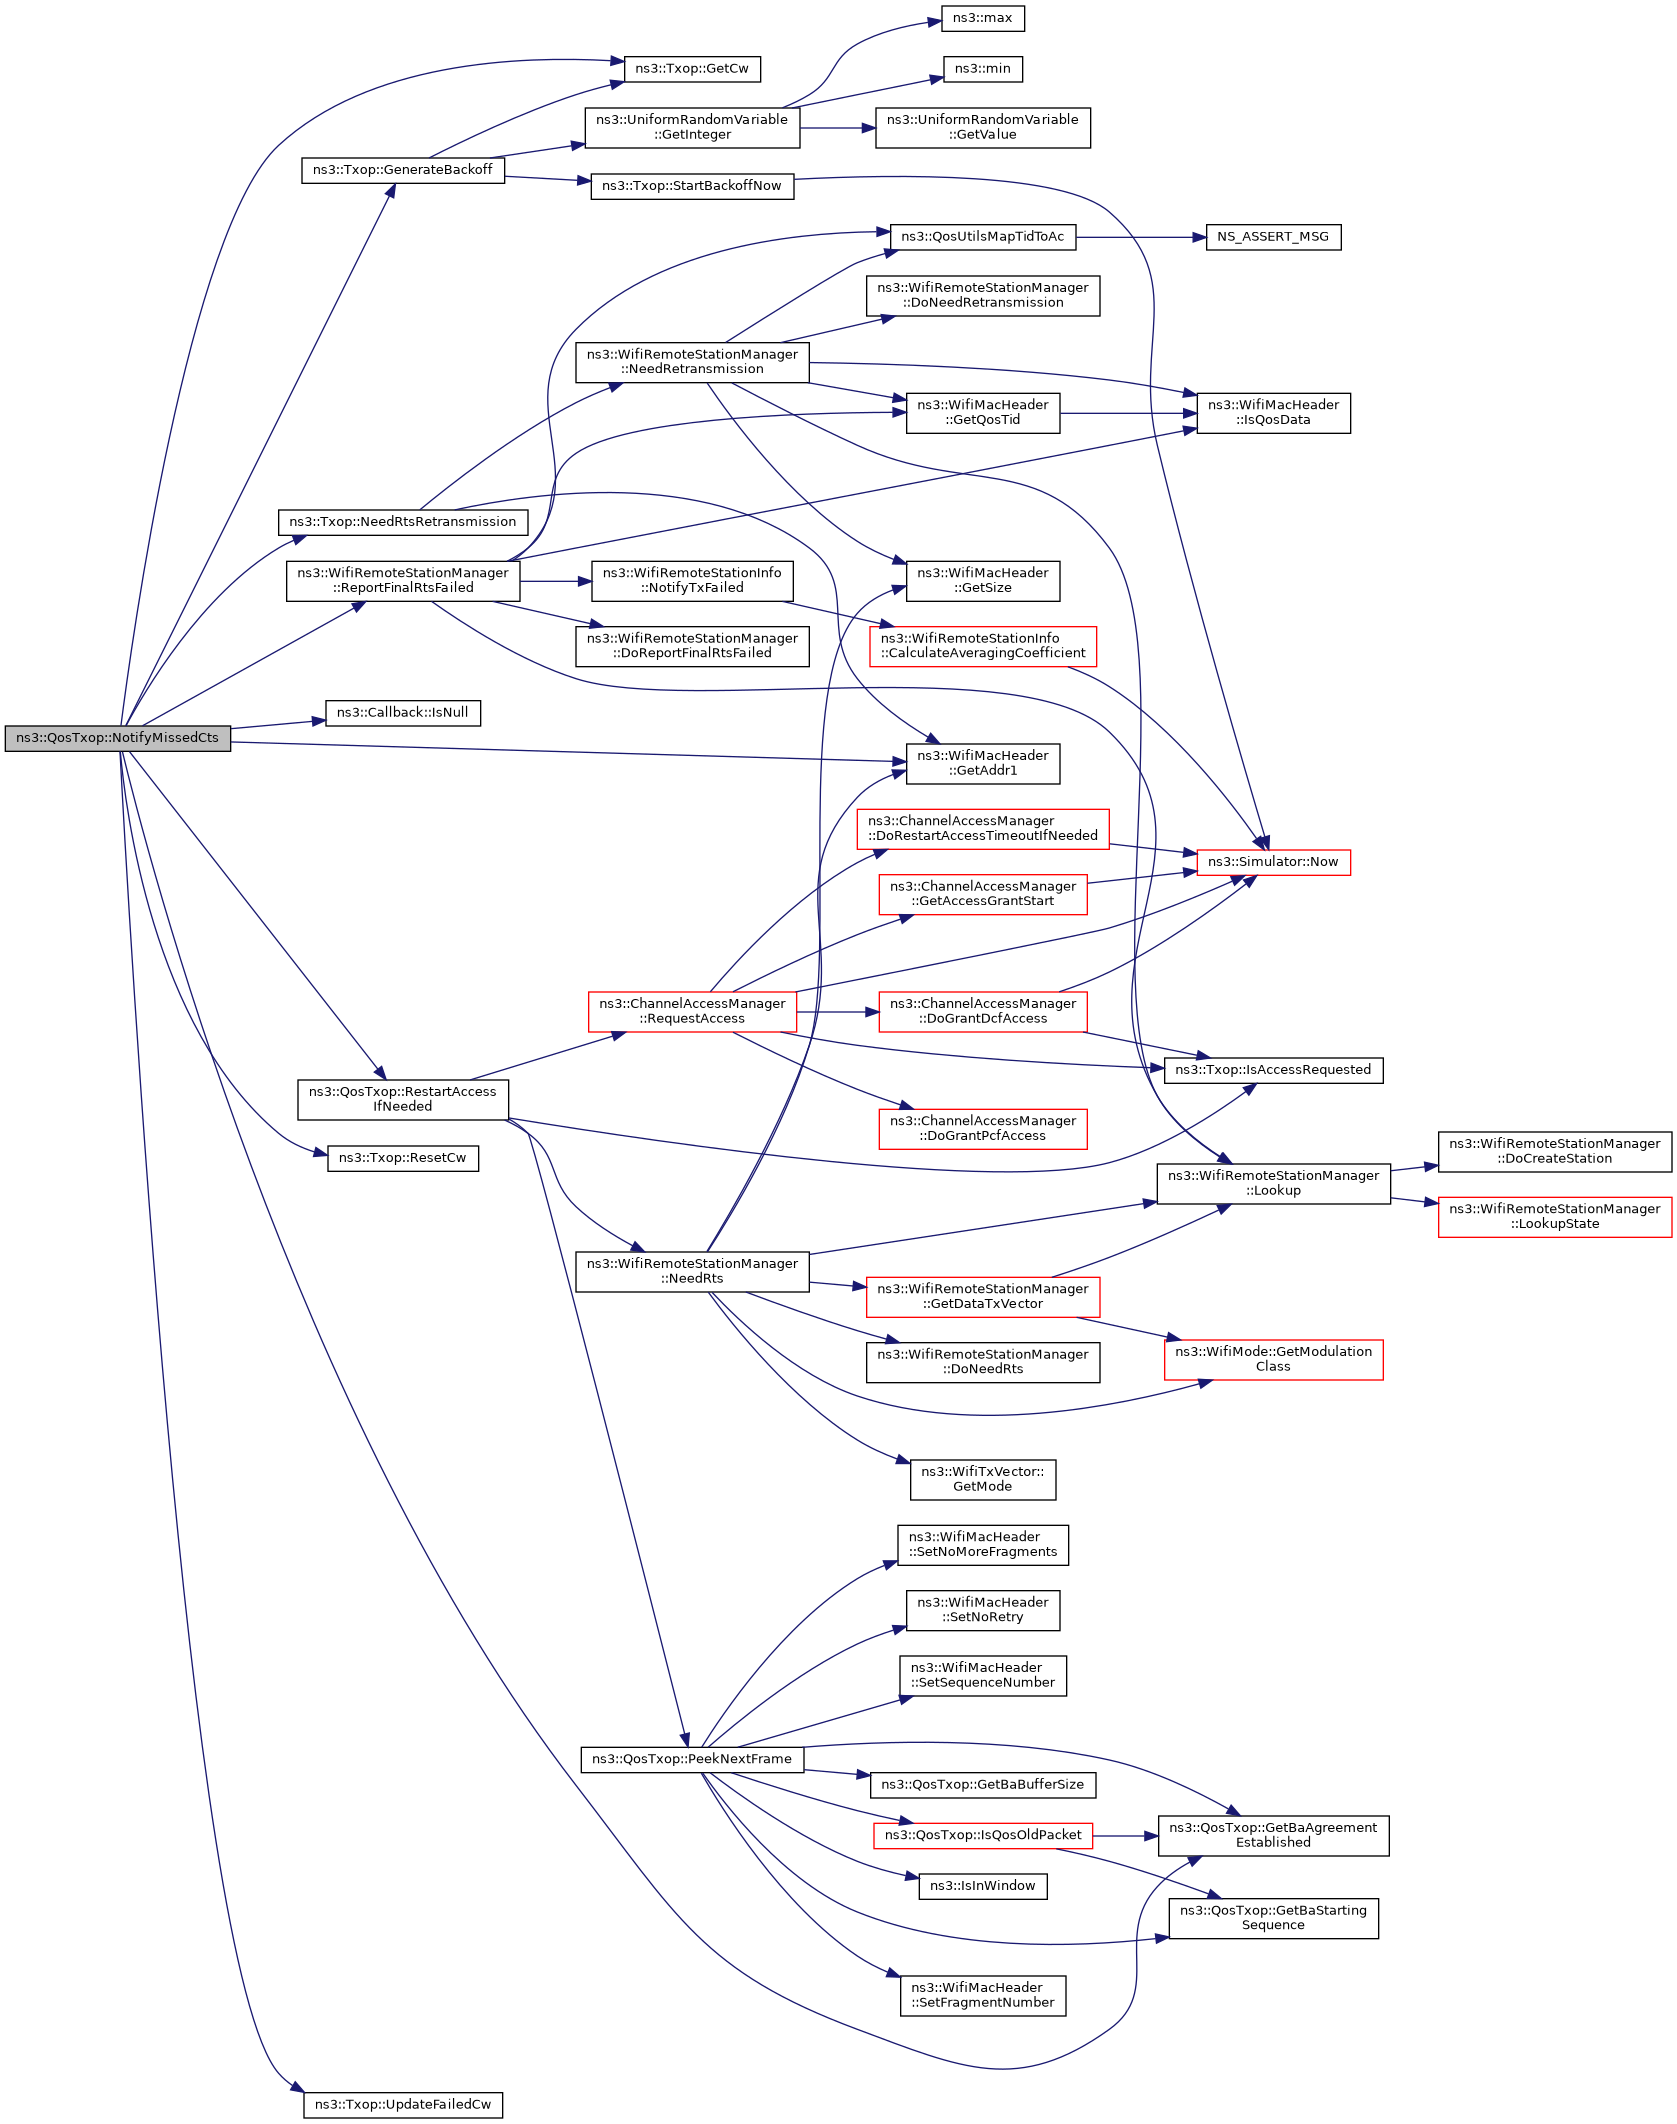 ns3::max
ns3::Txop::GetCw
ns3::min
ns3::UniformRandomVariable
::GetInteger
ns3::UniformRandomVariable
::GetValue
ns3::Txop::GenerateBackoff
ns3::Txop::StartBackoffNow
ns3::QosUtilsMapTidToAc
NS_ASSERT_MSG
ns3::WifiRemoteStationManager
::DoNeedRetransmission
ns3::WifiRemoteStationManager
::NeedRetransmission
ns3::WifiMacHeader
::GetQosTid
ns3::WifiMacHeader
::IsQosData
ns3::Txop::NeedRtsRetransmission
ns3::WifiRemoteStationManager
::ReportFinalRtsFailed
ns3::WifiRemoteStationInfo
::NotifyTxFailed
ns3::WifiMacHeader
::GetSize
ns3::WifiRemoteStationManager
::DoReportFinalRtsFailed
ns3::WifiRemoteStationInfo
::CalculateAveragingCoefficient
ns3::Callback::IsNull
ns3::QosTxop::NotifyMissedCts
ns3::WifiMacHeader
::GetAddr1
ns3::ChannelAccessManager
::DoRestartAccessTimeoutIfNeeded
ns3::Simulator::Now
ns3::ChannelAccessManager
::GetAccessGrantStart
ns3::ChannelAccessManager
::RequestAccess
ns3::ChannelAccessManager
::DoGrantDcfAccess
ns3::Txop::IsAccessRequested
ns3::QosTxop::RestartAccess
IfNeeded
ns3::ChannelAccessManager
::DoGrantPcfAccess
ns3::Txop::ResetCw
ns3::WifiRemoteStationManager
::DoCreateStation
ns3::WifiRemoteStationManager
::Lookup
ns3::WifiRemoteStationManager
::LookupState
ns3::WifiRemoteStationManager
::NeedRts
ns3::WifiRemoteStationManager
::GetDataTxVector
ns3::WifiRemoteStationManager
::DoNeedRts
ns3::WifiMode::GetModulation
Class
ns3::WifiTxVector::
GetMode
ns3::WifiMacHeader
::SetNoMoreFragments
ns3::WifiMacHeader
::SetNoRetry
ns3::WifiMacHeader
::SetSequenceNumber
ns3::QosTxop::PeekNextFrame
ns3::QosTxop::GetBaBufferSize
ns3::QosTxop::IsQosOldPacket
ns3::QosTxop::GetBaAgreement
Established
ns3::IsInWindow
ns3::QosTxop::GetBaStarting
Sequence
ns3::WifiMacHeader
::SetFragmentNumber
ns3::Txop::UpdateFailedCw